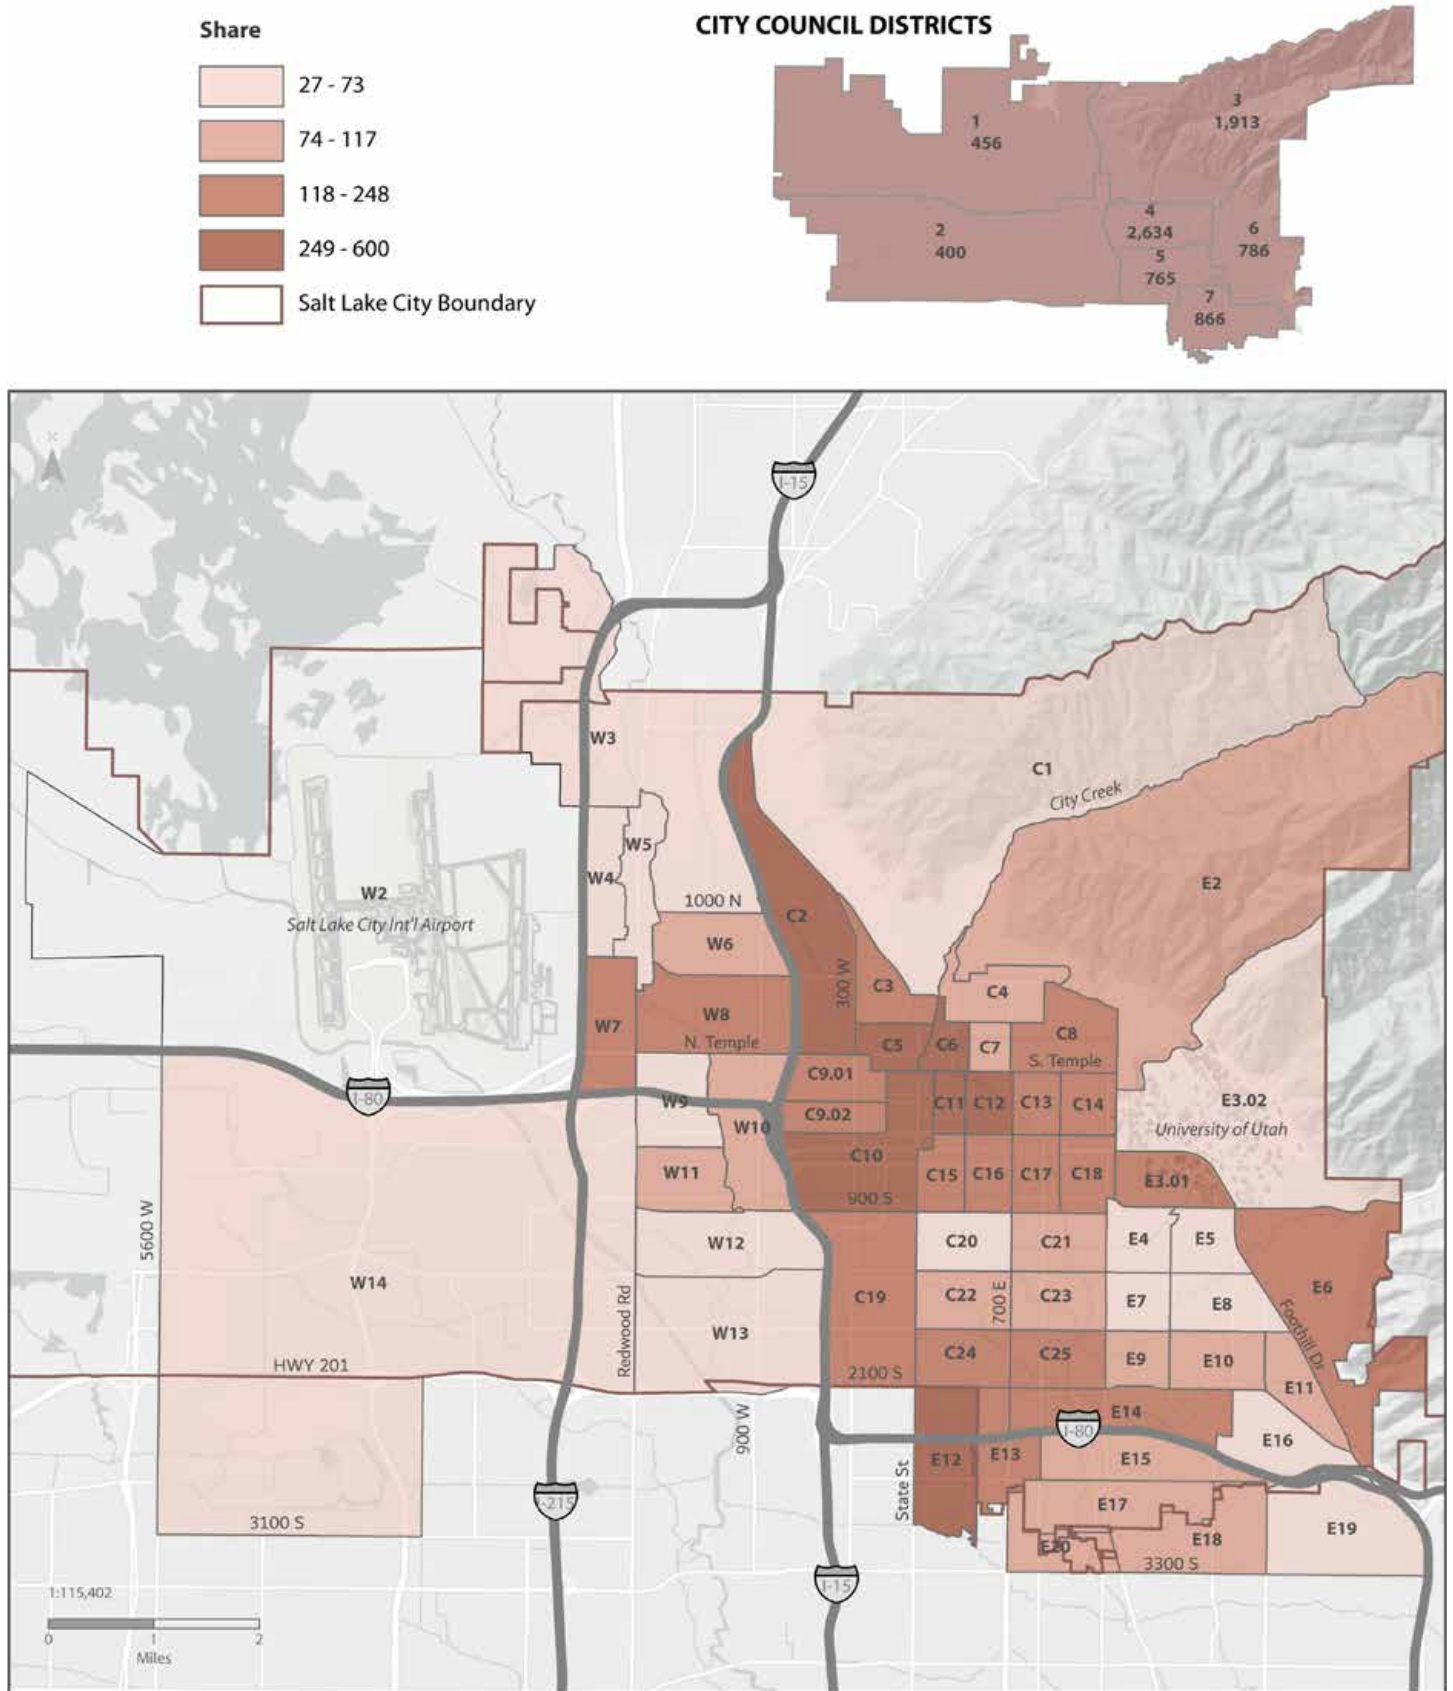 Share
27 - 73
74 - 117
118 - 248
249 - 600
Salt Lake City Boundary
CITY COUNCIL DISTRICTS
1
456
2
400
3
1,913
4
2,634
5
765
6
786
7
866
I-15
W3
C1
City Creek
W5
W4
E2
W2
Salt Lake City Int'l Airport
1000 N
C2
W6
300 W
C3
C4
W7
W8
N. Temple
C5
C6
C7
C8
S. Temple
I-80
W9
C9.01
C9.02
C11
C12
C13
C14
E3.02
University of Utah
W10
C10
W11
900 S
C15
C16
C17
C18
E3.01
5600 W
W12
C20
C21
E4
E5
W14
Redwood Rd
C19
C22
700 E
C23
E7
E8
E6
Foothill Dr
W13
HWY 201
2100 S
C24
C25
E9
E10
E11
900 W
E14
I-80
E16
State St
E12
E13
E15
I-215
E17
3100 S
E20
E18
E19
3300 S
I-15
1:115,402
0 1 2
Miles